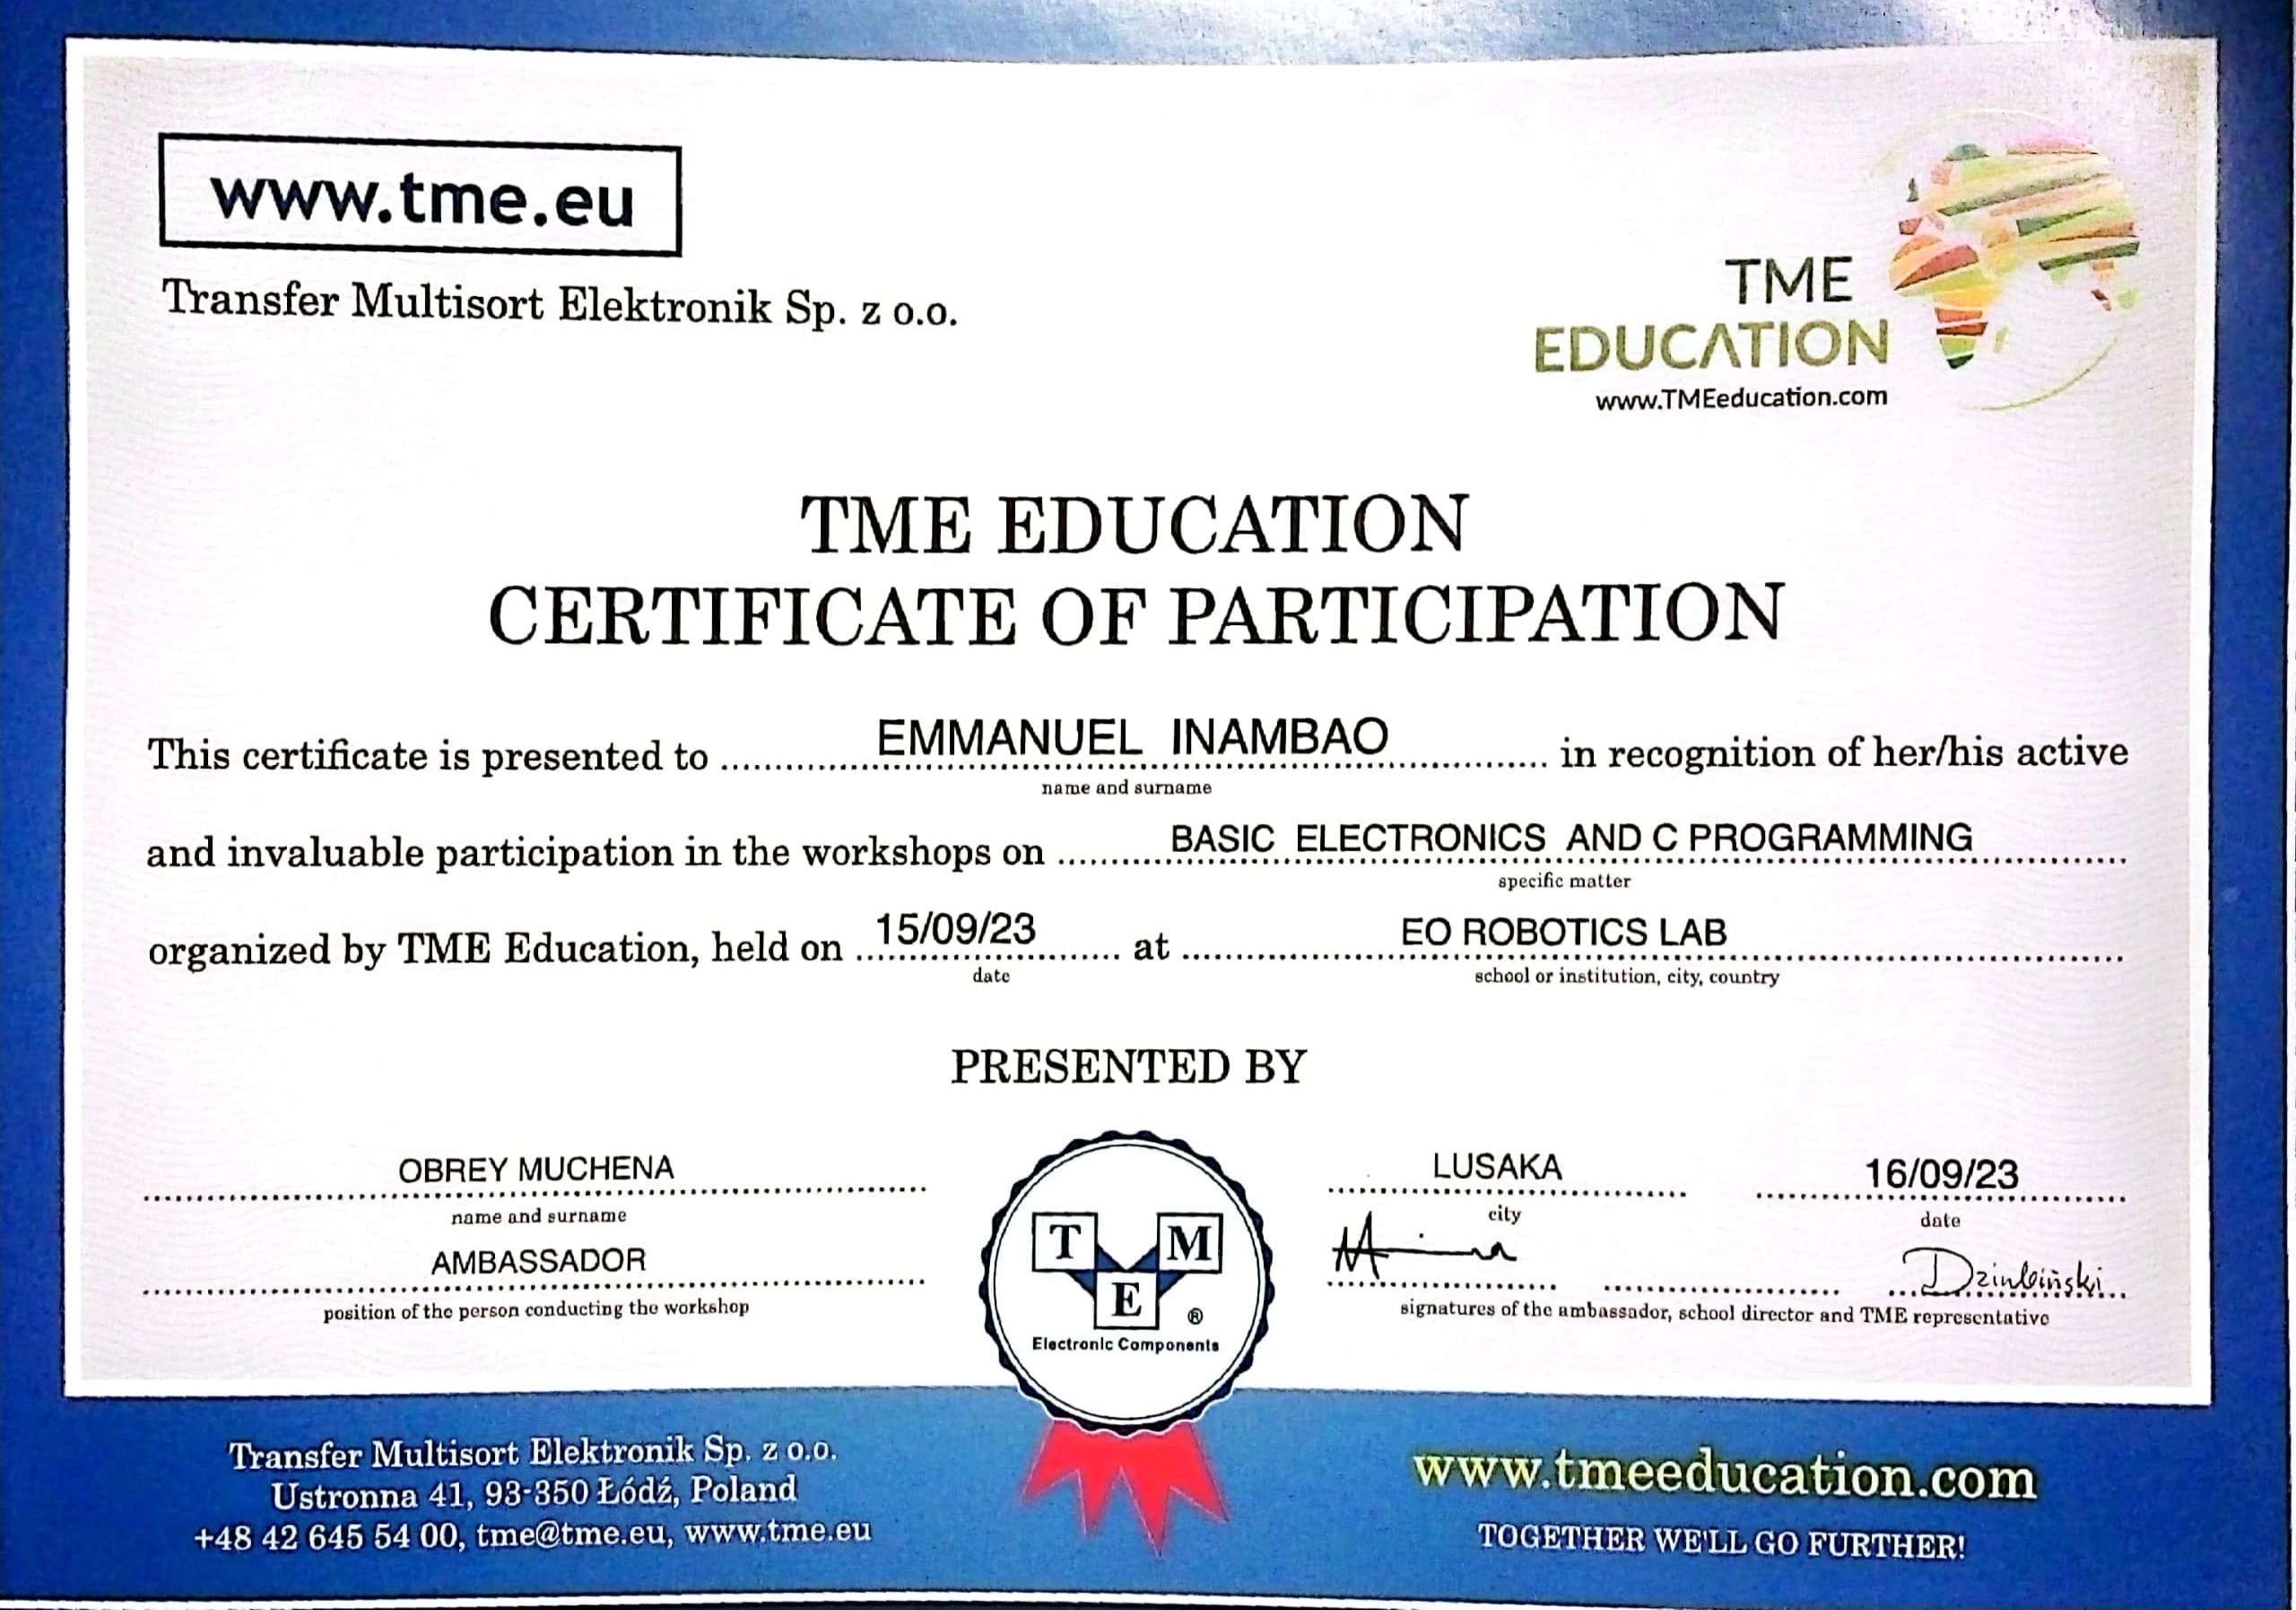 www.tme.eu
Transfer Multisort Elektronik Sp. z o.o.
TME
EDUCATION
www.TMEeducation.com
TME EDUCATION
CERTIFICATE OF PARTICIPATION
This certificate is presented to EMMANUEL INAMBAO in recognition of her/his active
name and surname
and invaluable participation in the workshops on BASIC ELECTRONICS AND C PROGRAMMING
specific matter
organized by TME Education, held on 15/09/23 at EO ROBOTICS LAB
date school or institution, city, country
PRESENTED BY
OBREY MUCHENA
name and surname
AMBASSADOR
position of the person conducting the workshop
T M
E ®
Electronic Components
LUSAKA 16/09/23
city date
signatures of the ambassador, school director and TME representative
Transfer Multisort Elektronik Sp. z o.o.
Ustronna 41, 93-350 Łódź, Poland
+48 42 645 54 00, tme@tme.eu, www.tme.eu
www.tmeeducation.com
TOGETHER WE'LL GO FURTHER!